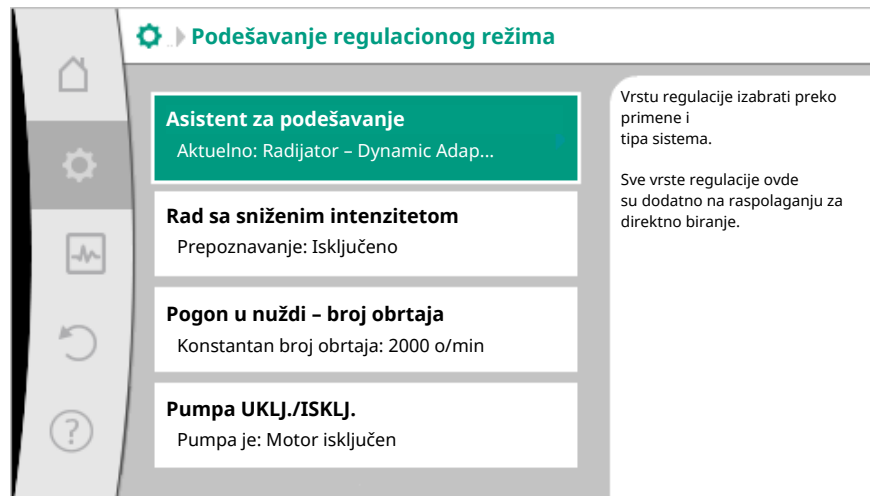 Podešavanje regulacionog režima
Asistent za podešavanje
Aktuelno: Radijator – Dynamic Adap...
Rad sa sniženim intenzitetom
Prepoznavanje: Isključeno
Pogon u nuždi – broj obrtaja
Konstantan broj obrtaja: 2000 o/min
Pumpa UKLJ./ISKLJ.
Pumpa je: Motor isključen
Vrstu regulacije izabrati preko
primene i
tipa sistema.
Sve vrste regulacije ovde
su dodatno na raspolaganju za
direktno biranje.